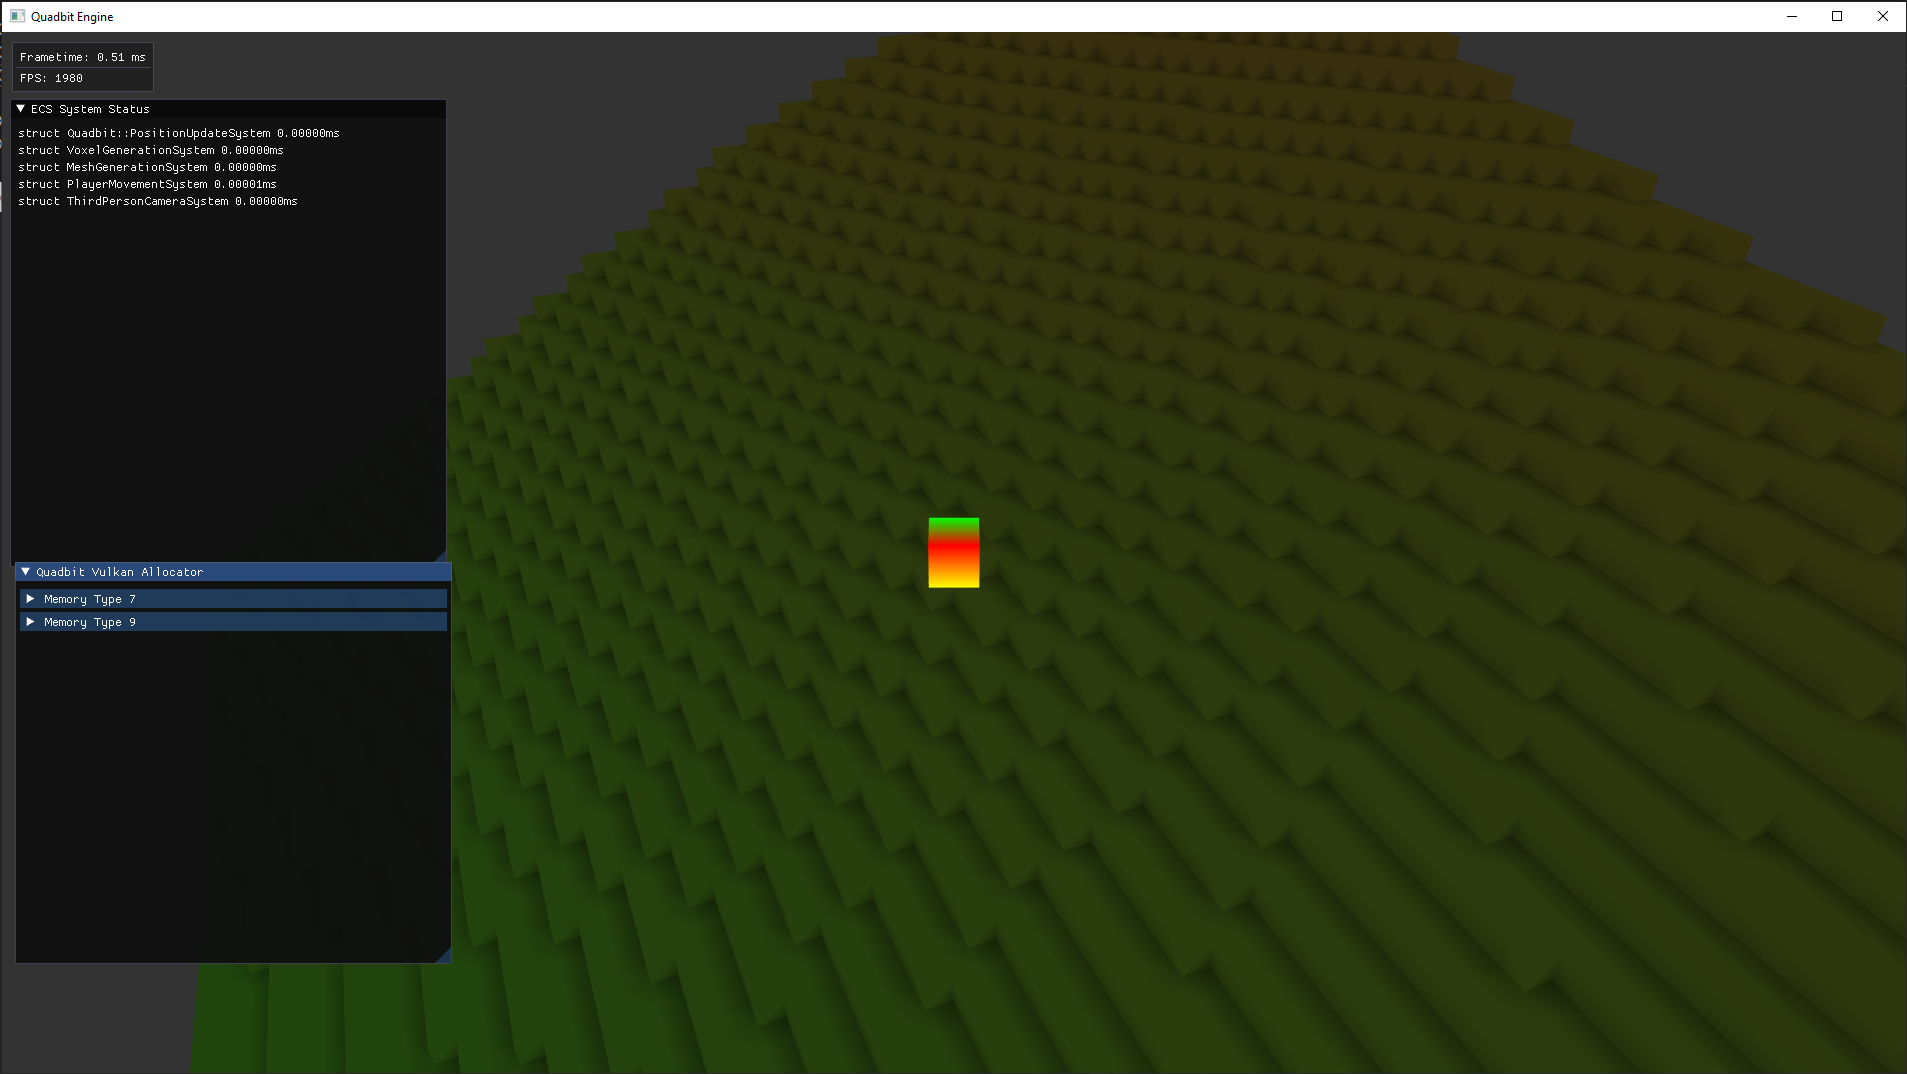 Quadbit Engine
Frametime: 0.51 ms
FPS: 1980
ECS System Status
struct Quadbit::PositionUpdateSystem 0.00000ms
struct VoxelGenerationSystem 0.00000ms
struct MeshGenerationSystem 0.00000ms
struct PlayerMovementSystem 0.00001ms
struct ThirdPersonCameraSystem 0.00000ms
Quadbit Vulkan Allocator
Memory Type 7
Memory Type 9